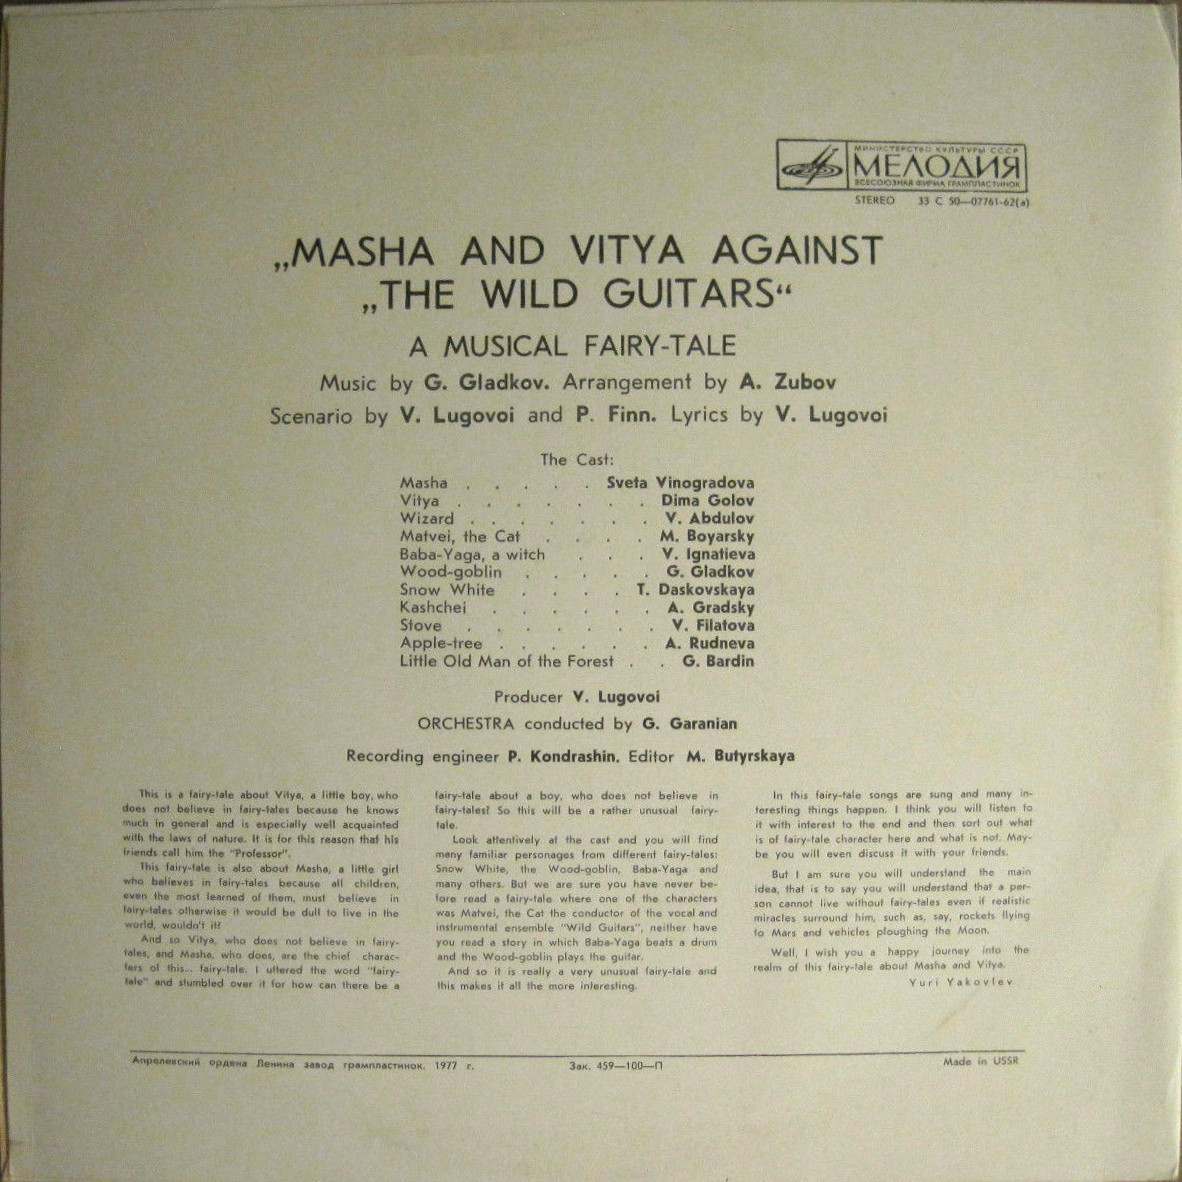 МИНИСТЕРСТВО КУЛЬТУРЫ СССР
МЕЛОДИЯ
ВСЕСОЮЗНАЯ ФИРМА ГРАМПЛАСТИНОК
STEREO 33 С 50—07761-62(a)
„MASHA AND VITYA AGAINST
„THE WILD GUITARS“
A MUSICAL FAIRY-TALE
Music by G. Gladkov. Arrangement by A. Zubov
Scenario by V. Lugovoi and P. Finn. Lyrics by V. Lugovoi
The Cast:
Masha . . . . . Sveta Vinogradova
Vitya . . . . . . . Dima Golov
Wizard . . . . . . . V. Abdulov
Matvei, the Cat . . . . M. Boyarsky
Baba-Yaga, a witch . . . V. Ignatieva
Wood-goblin . . . . . G. Gladkov
Snow White . . . . T. Daskovskaya
Kashchei . . . . . . A. Gradsky
Stove . . . . . . . V. Filatova
Apple-tree . . . . . . A. Rudneva
Little Old Man of the Forest . . G. Bardin
Producer V. Lugovoi
ORCHESTRA conducted by G. Garanian
Recording engineer P. Kondrashin. Editor M. Butyrskaya
This is a fairy-tale about Vitya, a little boy, who
does not believe in fairy-tales because he knows
much in general and is especially well acquainted
with the laws of nature. It is for this reason that his
friends call him the "Professor".
This fairy-tale is also about Masha, a little girl
who believes in fairy-tales because all children,
even the most learned of them, must believe in
fairy-tales otherwise it would be dull to live in the
world, wouldn't it?
And so Vitya, who does not believe in fairy-
tales, and Masha, who does, are the chief charac-
ters of this... fairy-tale. I uttered the word "fairy-
tale" and stumbled over it for how can there be a
fairy-tale about a boy, who does not believe in
fairy-tales? So this will be a rather unusual fairy-
tale.
Look attentively at the cast and you will find
many familiar personages from different fairy-tales:
Snow White, the Wood-goblin, Baba-Yaga and
many others. But we are sure you have never be-
fore read a fairy-tale where one of the characters
was Matvei, the Cat the conductor of the vocal and
instrumental ensemble "Wild Guitars", neither have
you read a story in which Baba-Yaga beats a drum
and the Wood-goblin plays the guitar.
And so it is really a very unusual fairy-tale and
this makes it all the more interesting.
In this fairy-tale songs are sung and many in-
teresting things happen. I think you will listen to
it with interest to the end and then sort out what
is of fairy-tale character here and what is not. May-
be you will even discuss it with your friends.
But I am sure you will understand the main
idea, that is to say you will understand that a per-
son cannot live without fairy-tales even if realistic
miracles surround him, such as, say, rockets flying
to Mars and vehicles ploughing the Moon.
Well, I wish you a happy journey into the
realm of this fairy-tale about Masha and Vitya.
Yuri Yakovlev
Апрелевский ордена Ленина завод грампластинок. 1977 г. Зак. 459—100—П Made in USSR